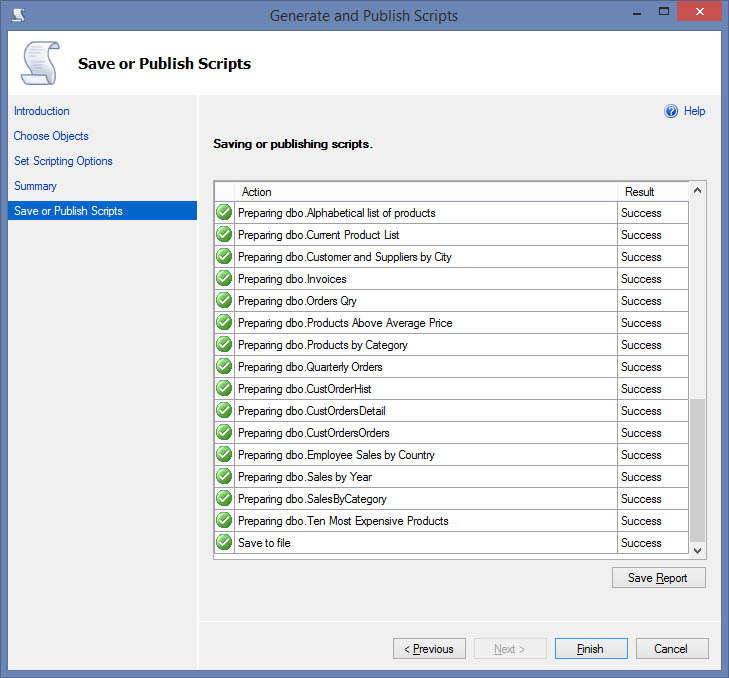 Generate and Publish Scripts
Save or Publish Scripts
Introduction
Choose Objects
Set Scripting Options
Summary
Save or Publish Scripts
Help
Saving or publishing scripts.
Action Result
Preparing dbo.Alphabetical list of products Success
Preparing dbo.Current Product List Success
Preparing dbo.Customer and Suppliers by City Success
Preparing dbo.Invoices Success
Preparing dbo.Orders Qry Success
Preparing dbo.Products Above Average Price Success
Preparing dbo.Products by Category Success
Preparing dbo.Quarterly Orders Success
Preparing dbo.CustOrderHist Success
Preparing dbo.CustOrdersDetail Success
Preparing dbo.CustOrdersOrders Success
Preparing dbo.Employee Sales by Country Success
Preparing dbo.Sales by Year Success
Preparing dbo.SalesByCategory Success
Preparing dbo.Ten Most Expensive Products Success
Save to file Success
Save Report
< Previous Next > Finish Cancel